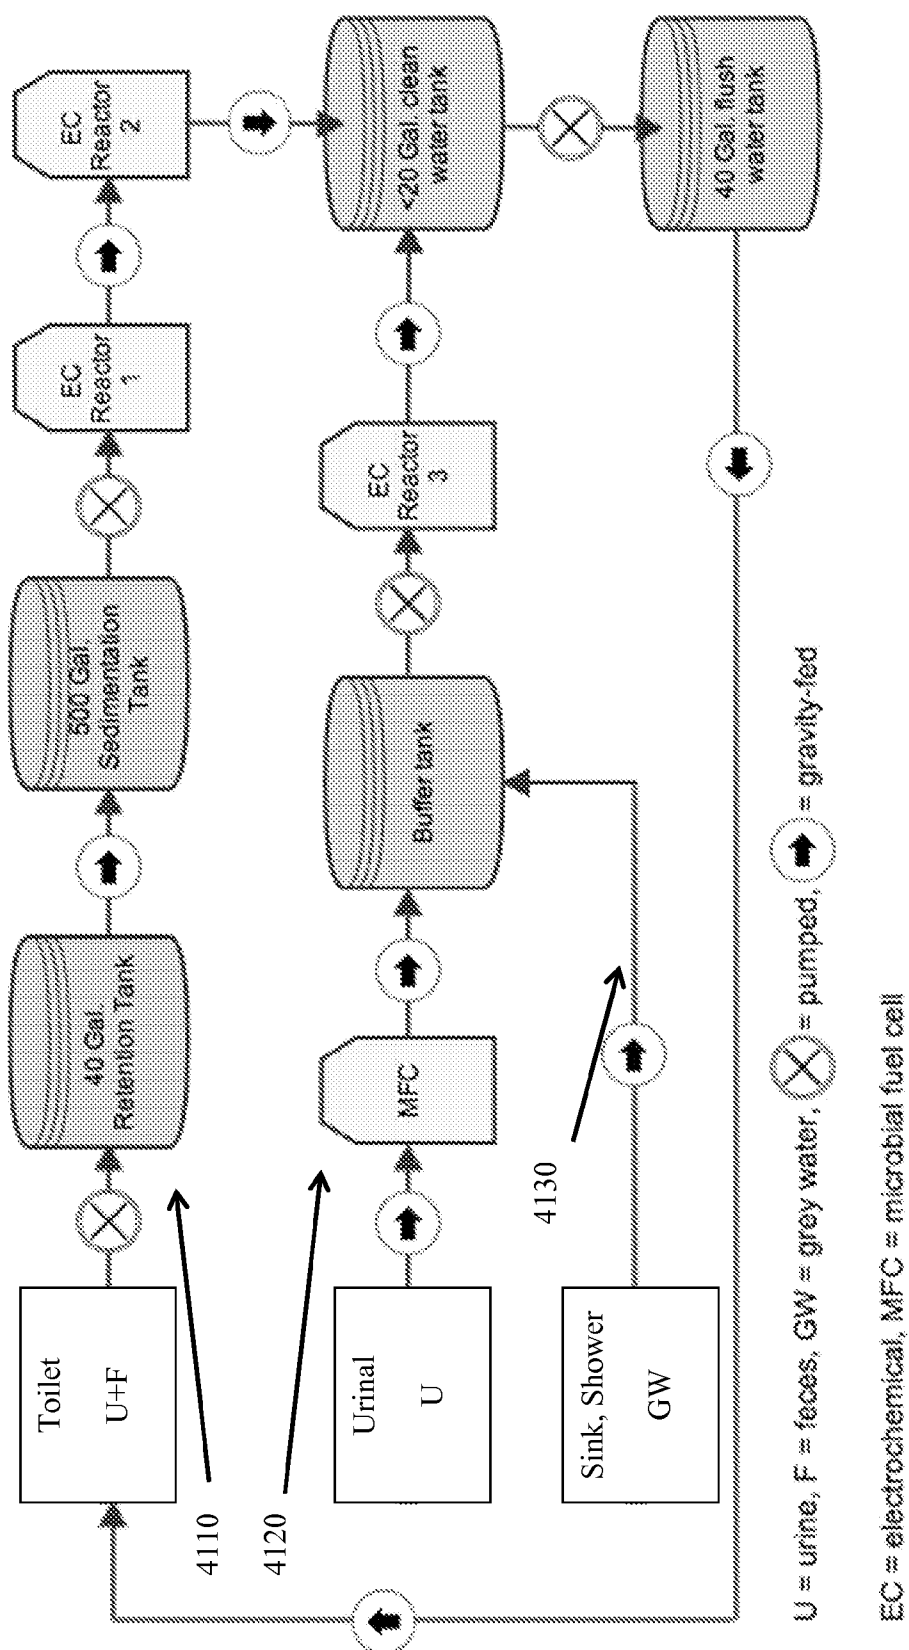 Toilet
U+F
40 Gal.
Retention Tank
500 Gal.
Sedimentation
Tank
EC
Reactor
1
EC
Reactor
2
4110
4120
Urinal
U
MFC
Buffer tank
EC
Reactor
3
<20 Gal. clean
water tank
4130
Sink, Shower
GW
40 Gal. flush
water tank
U = urine, F = feces, GW = grey water, = pumped, = gravity-fed
EC = electrochemical, MFC = microbial fuel cell